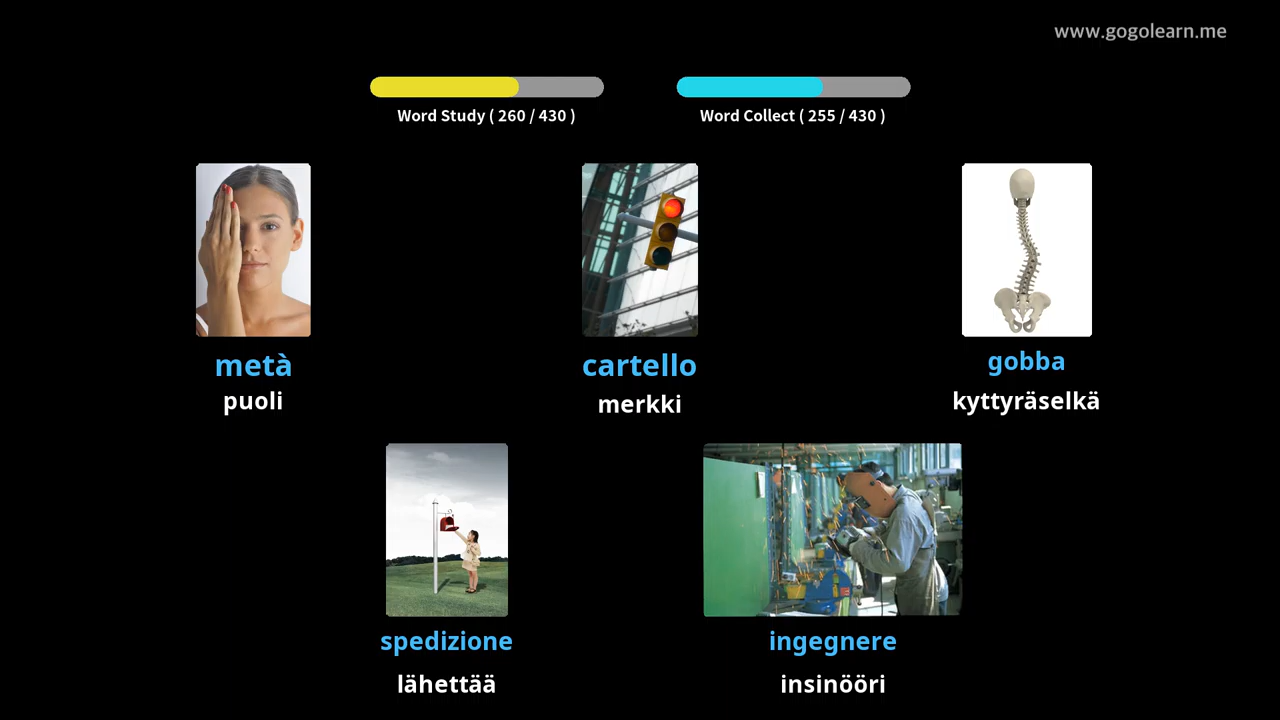 www.gogolearn.me
Word Study ( 260 / 430 )
Word Collect ( 255 / 430 )
metà
puoli
cartello
merkki
gobba
kyttyräselkä
spedizione
lähettää
ingegnere
insinööri